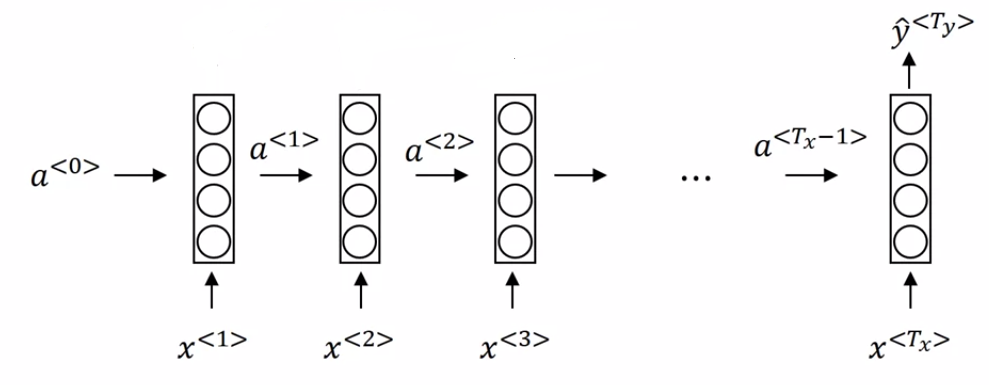 ŷ<Ty>
a<0> a<1> a<2> ... a<Tx−1>
x<1> x<2> x<3> x<Tx>